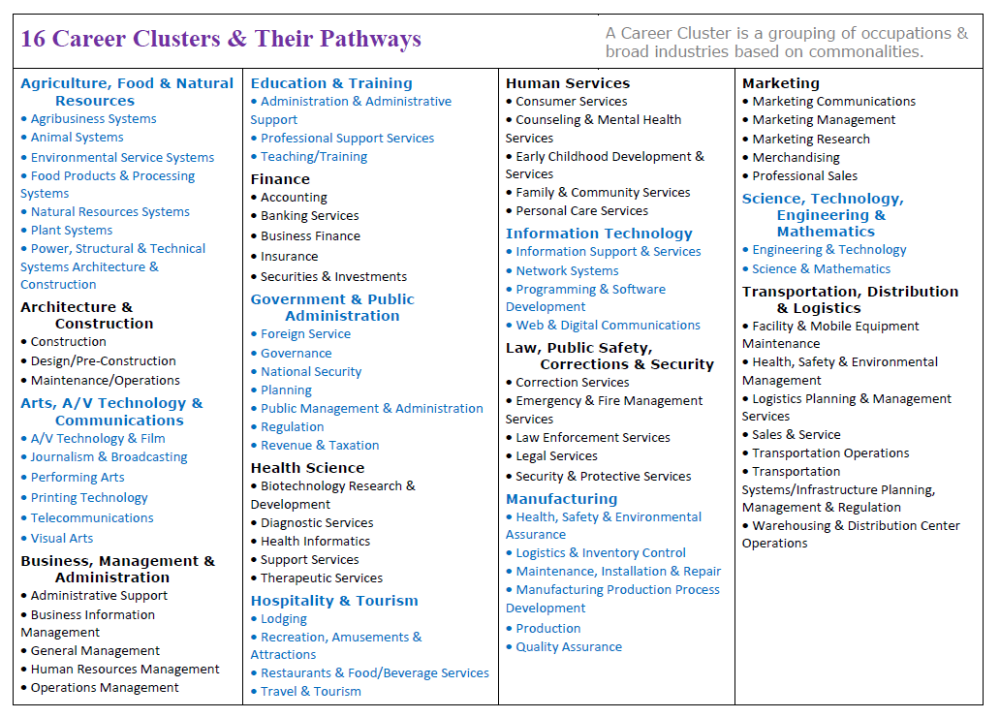 16 Career Clusters & Their Pathways
A Career Cluster is a grouping of occupations &
broad industries based on commonalities.
Agriculture, Food & Natural
Resources
• Agribusiness Systems
• Animal Systems
• Environmental Service Systems
• Food Products & Processing
Systems
• Natural Resources Systems
• Plant Systems
• Power, Structural & Technical
Systems Architecture &
Construction
Architecture &
Construction
• Construction
• Design/Pre-Construction
• Maintenance/Operations
Arts, A/V Technology &
Communications
• A/V Technology & Film
• Journalism & Broadcasting
• Performing Arts
• Printing Technology
• Telecommunications
• Visual Arts
Business, Management &
Administration
• Administrative Support
• Business Information
Management
• General Management
• Human Resources Management
• Operations Management
Education & Training
• Administration & Administrative
Support
• Professional Support Services
• Teaching/Training
Finance
• Accounting
• Banking Services
• Business Finance
• Insurance
• Securities & Investments
Government & Public
Administration
• Foreign Service
• Governance
• National Security
• Planning
• Public Management & Administration
• Regulation
• Revenue & Taxation
Health Science
• Biotechnology Research &
Development
• Diagnostic Services
• Health Informatics
• Support Services
• Therapeutic Services
Hospitality & Tourism
• Lodging
• Recreation, Amusements &
Attractions
• Restaurants & Food/Beverage Services
• Travel & Tourism
Human Services
• Consumer Services
• Counseling & Mental Health
Services
• Early Childhood Development &
Services
• Family & Community Services
• Personal Care Services
Information Technology
• Information Support & Services
• Network Systems
• Programming & Software
Development
• Web & Digital Communications
Law, Public Safety,
Corrections & Security
• Correction Services
• Emergency & Fire Management
Services
• Law Enforcement Services
• Legal Services
• Security & Protective Services
Manufacturing
• Health, Safety & Environmental
Assurance
• Logistics & Inventory Control
• Maintenance, Installation & Repair
• Manufacturing Production Process
Development
• Production
• Quality Assurance
Marketing
• Marketing Communications
• Marketing Management
• Marketing Research
• Merchandising
• Professional Sales
Science, Technology,
Engineering &
Mathematics
• Engineering & Technology
• Science & Mathematics
Transportation, Distribution
& Logistics
• Facility & Mobile Equipment
Maintenance
• Health, Safety & Environmental
Management
• Logistics Planning & Management
Services
• Sales & Service
• Transportation Operations
• Transportation
Systems/Infrastructure Planning,
Management & Regulation
• Warehousing & Distribution Center
Operations